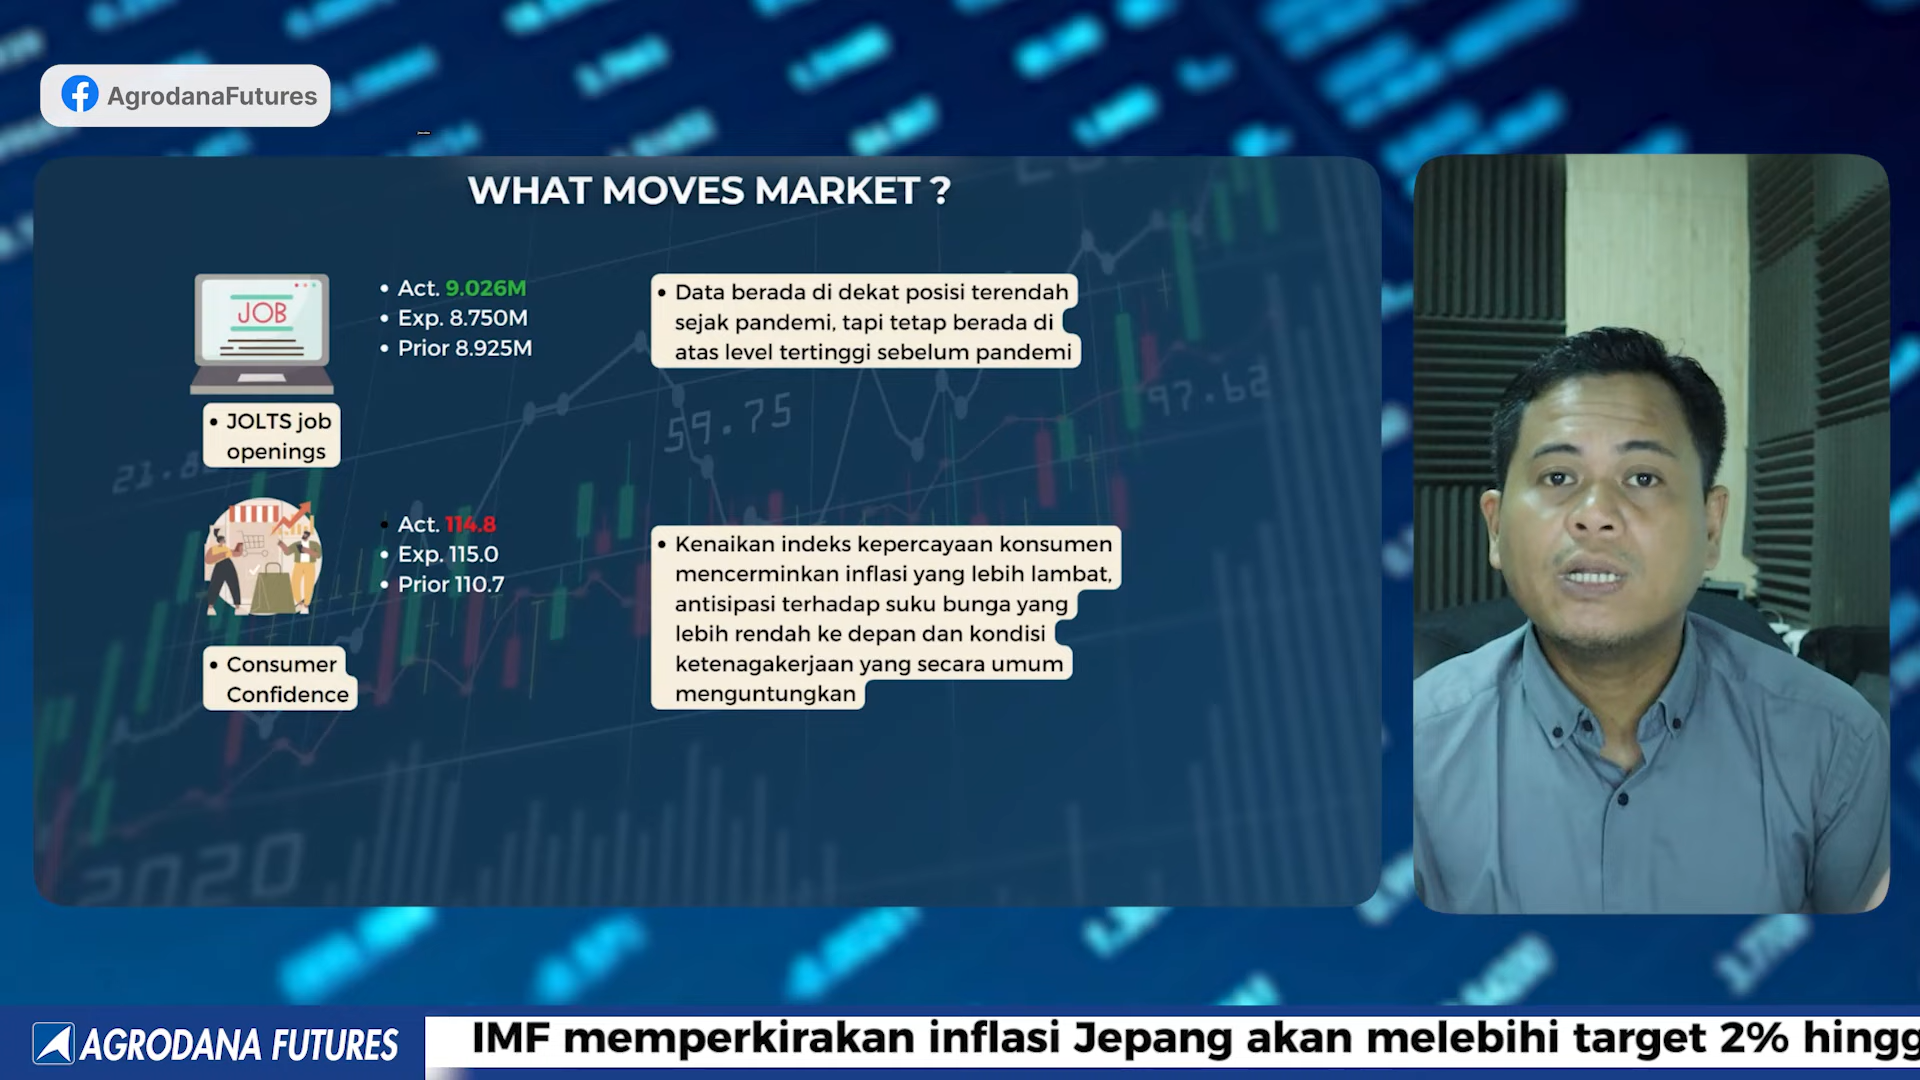 AgrodanaFutures
WHAT MOVES MARKET ?
JOB
• Act. 9.026M
• Exp. 8.750M
• Prior 8.925M
• Data berada di dekat posisi terendah
sejak pandemi, tapi tetap berada di
atas level tertinggi sebelum pandemi
• JOLTS job
openings
• Act. 114.8
• Exp. 115.0
• Prior 110.7
• Kenaikan indeks kepercayaan konsumen
mencerminkan inflasi yang lebih lambat,
antisipasi terhadap suku bunga yang
lebih rendah ke depan dan kondisi
ketenagakerjaan yang secara umum
menguntungkan
• Consumer
Confidence
59.75
97.62
21.8
2020
AGRODANA FUTURES
IMF memperkirakan inflasi Jepang akan melebihi target 2% hingg